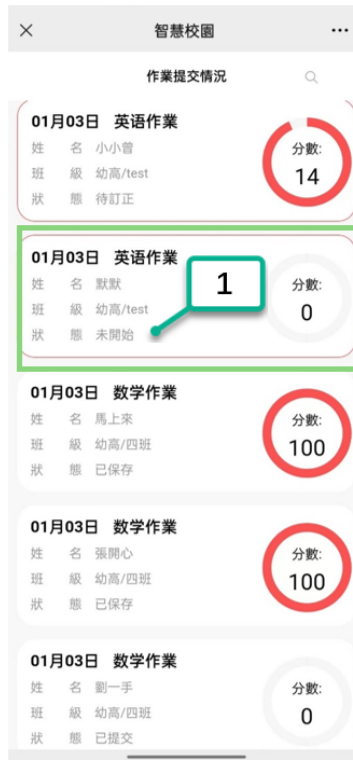 智慧校園
作業提交情況
01月03日 英语作業
姓 名 小小曾
班 級 幼高/test
狀 態 待訂正
分數:
14
01月03日 英语作業
姓 名 默默
班 級 幼高/test
狀 態 未開始
1
分數:
0
01月03日 数学作業
姓 名 馬上來
班 級 幼高/四班
狀 態 已保存
分數:
100
01月03日 数学作業
姓 名 張開心
班 級 幼高/四班
狀 態 已保存
分數:
100
01月03日 数学作業
姓 名 劉一手
班 級 幼高/四班
狀 態 已提交
分數:
0